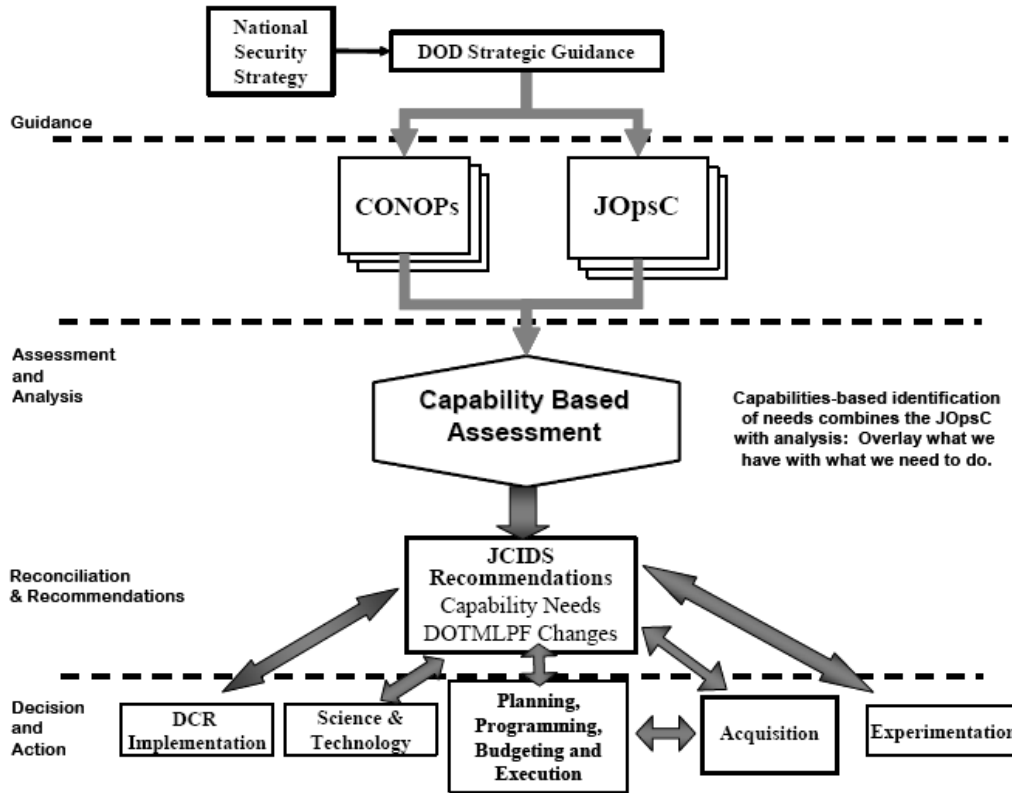 National
Security
Strategy
DOD Strategic Guidance
Guidance
CONOPs
JOpsC
Assessment
and
Analysis
Capability Based
Assessment
Capabilities-based identification
of needs combines the JOpsC
with analysis: Overlay what we
have with what we need to do.
Reconciliation
& Recommendations
JCIDS
Recommendations
Capability Needs
DOTMLPF Changes
Decision
and
Action
DCR
Implementation
Science &
Technology
Planning,
Programming,
Budgeting and
Execution
Acquisition
Experimentation